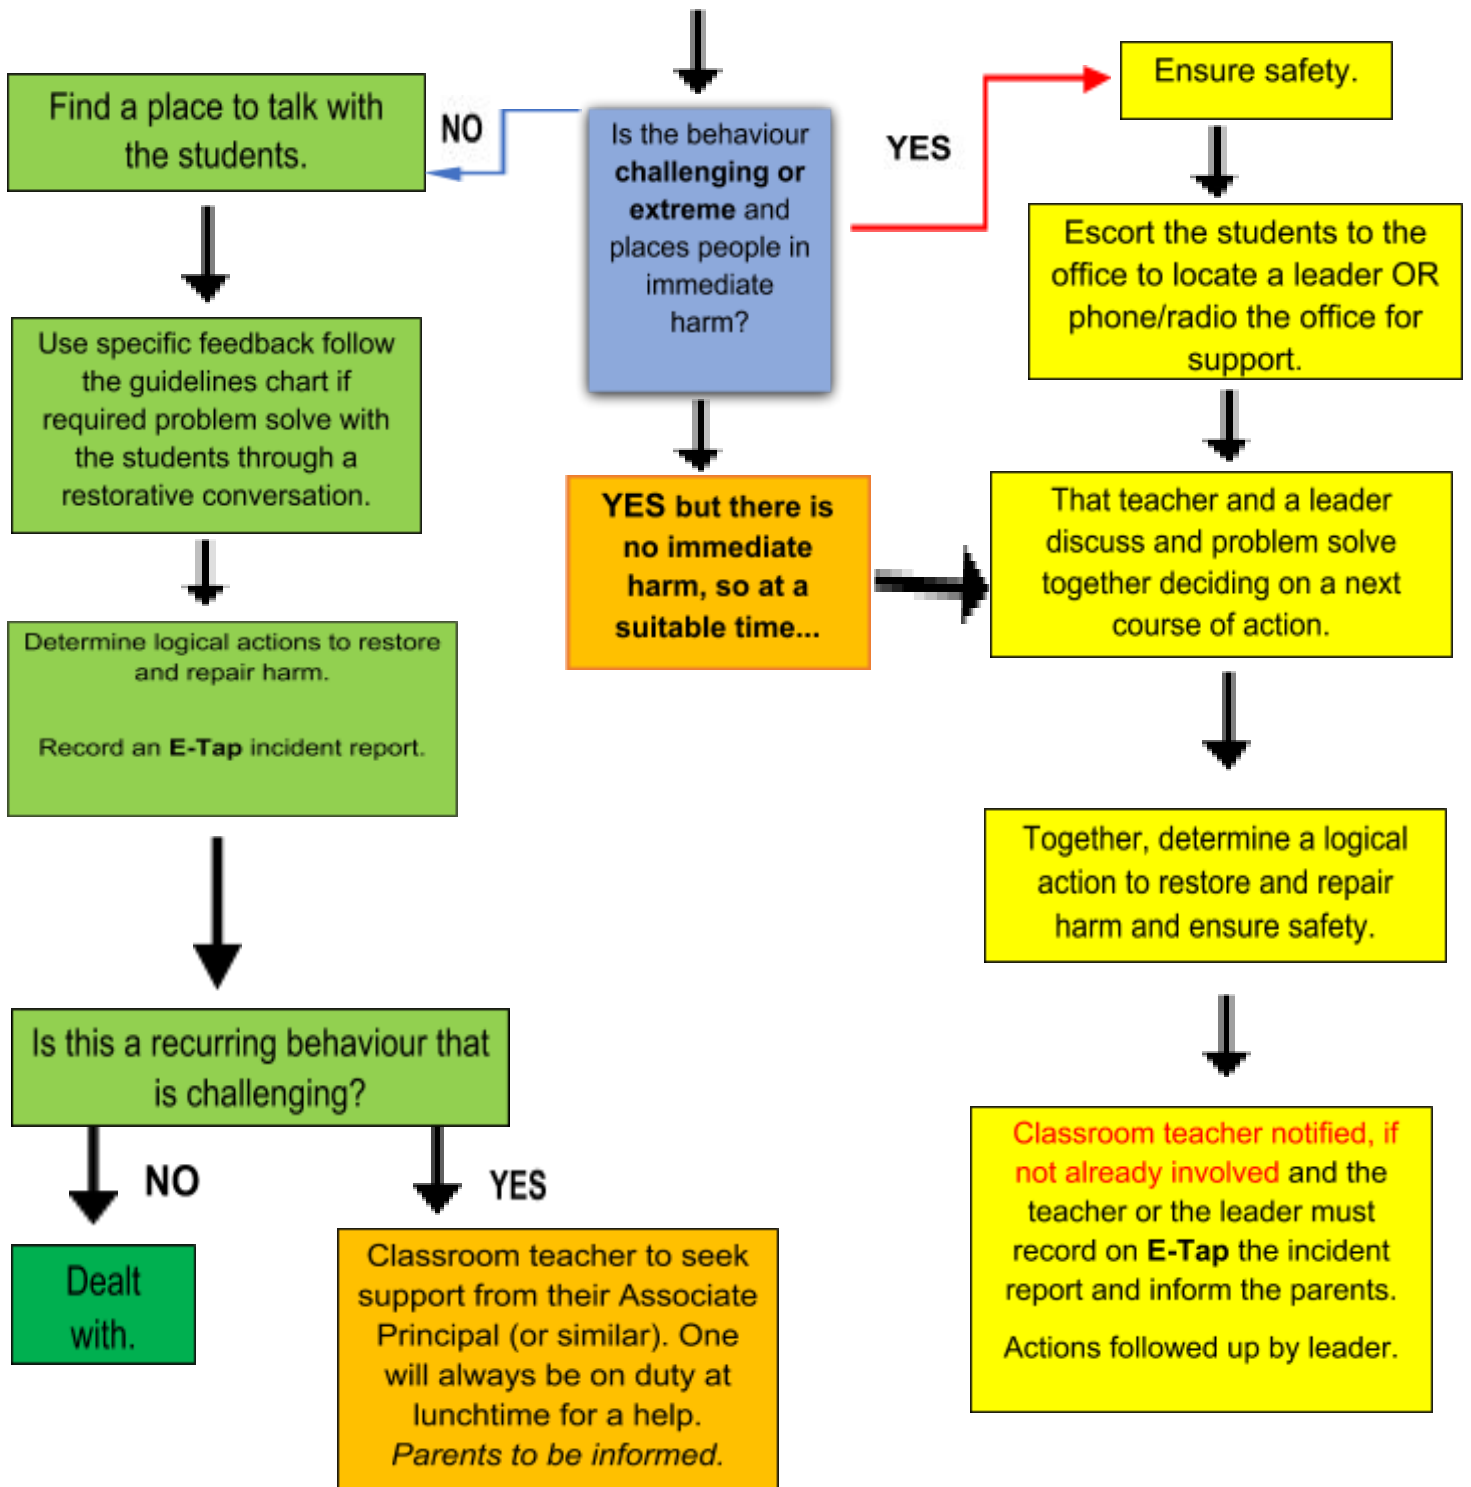 Find a place to talk with
the students.
NO
Is the behaviour
challenging or
extreme and
places people in
immediate
harm?
YES
Ensure safety.
Escort the students to the
office to locate a leader OR
phone/radio the office for
support.
Use specific feedback follow
the guidelines chart if
required problem solve with
the students through a
restorative conversation.
YES but there is
no immediate
harm, so at a
suitable time...
That teacher and a leader
discuss and problem solve
together deciding on a next
course of action.
Determine logical actions to restore
and repair harm.
Record an E-Tap incident report.
Together, determine a logical
action to restore and repair
harm and ensure safety.
Is this a recurring behaviour that
is challenging?
NO
YES
Dealt
with.
Classroom teacher to seek
support from their Associate
Principal (or similar). One
will always be on duty at
lunchtime for a help.
Parents to be informed.
Classroom teacher notified, if
not already involved and the
teacher or the leader must
record on E-Tap the incident
report and inform the parents.
Actions followed up by leader.